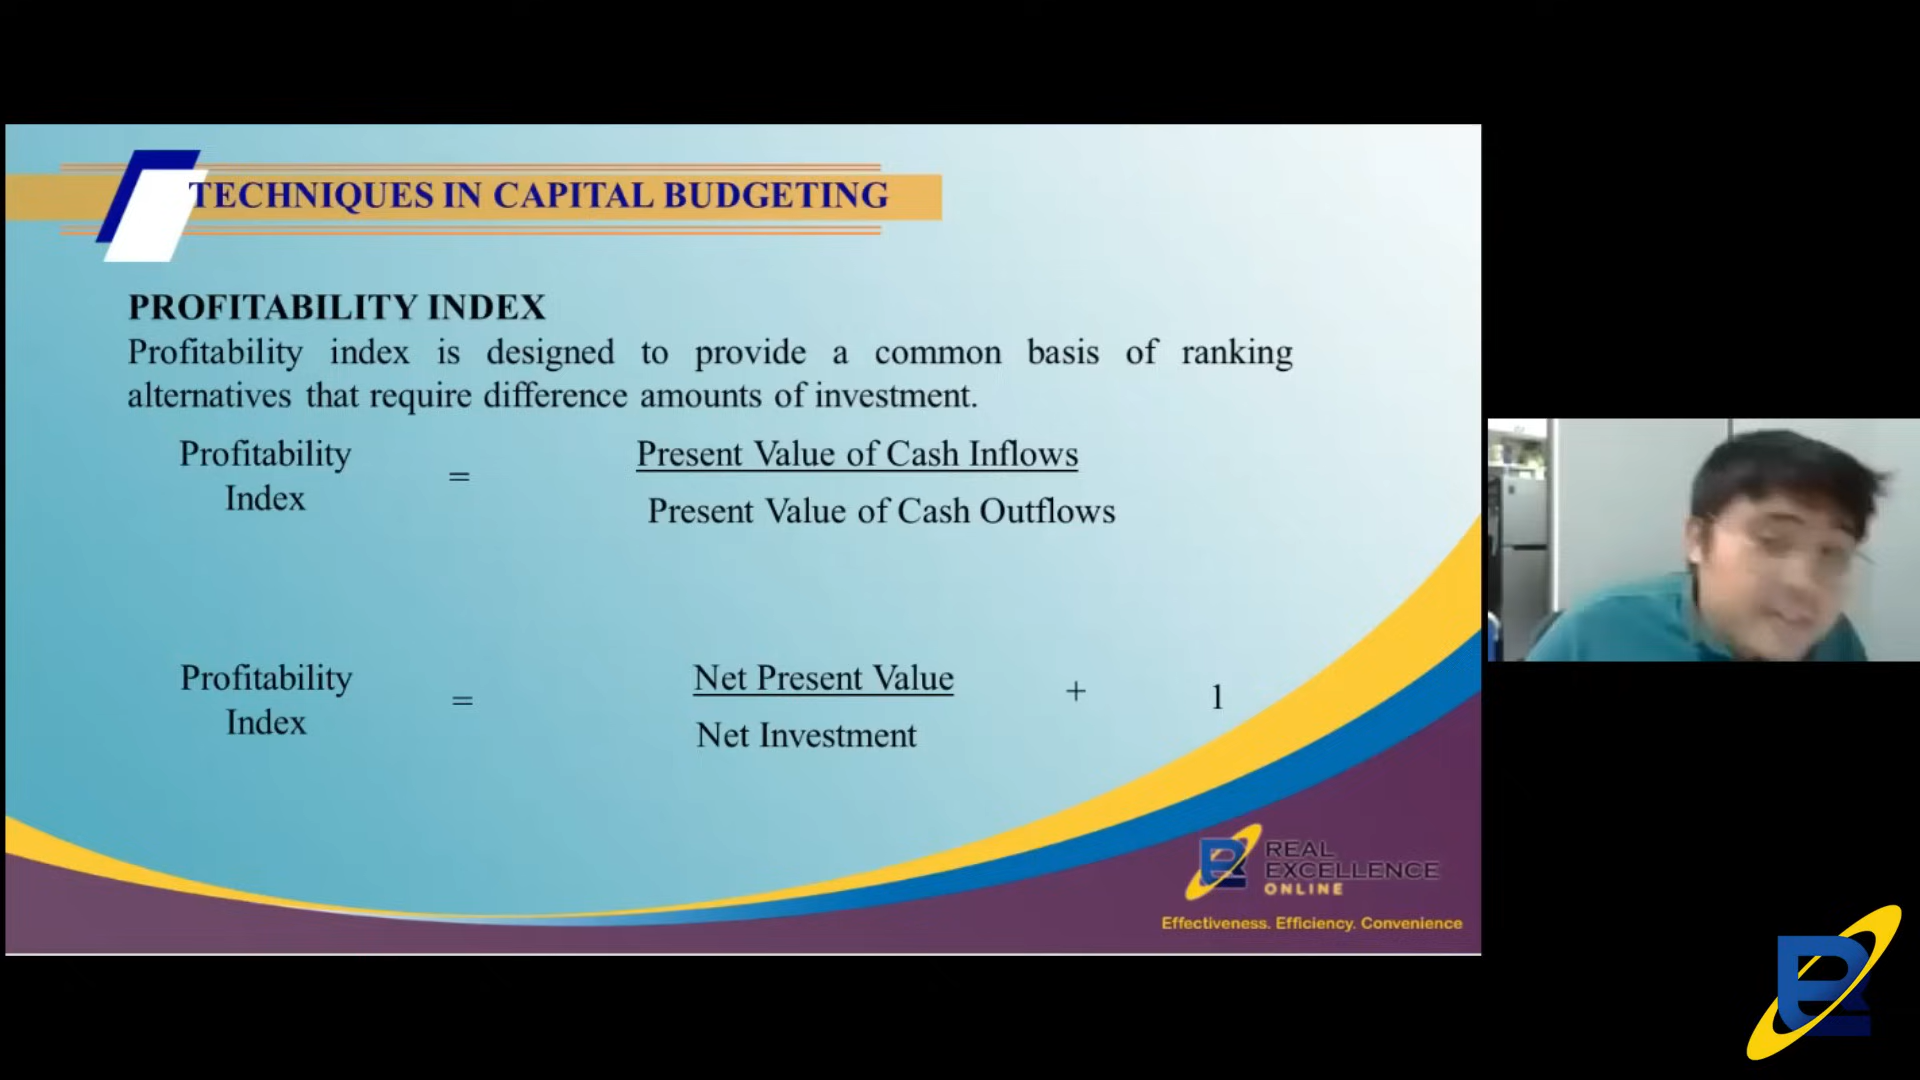 TECHNIQUES IN CAPITAL BUDGETING
PROFITABILITY INDEX
Profitability index is designed to provide a common basis of ranking
alternatives that require difference amounts of investment.
Profitability
Index
=
Present Value of Cash Inflows
Present Value of Cash Outflows
Profitability
Index
=
Net Present Value
Net Investment
+
1
REAL
EXCELLENCE
ONLINE
Effectiveness. Efficiency. Convenience